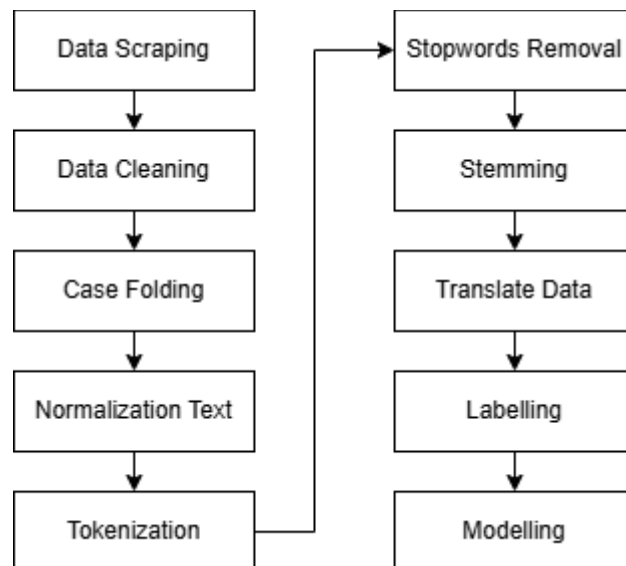 Data Scraping
Data Cleaning
Case Folding
Normalization Text
Tokenization
Stopwords Removal
Stemming
Translate Data
Labelling
Modelling